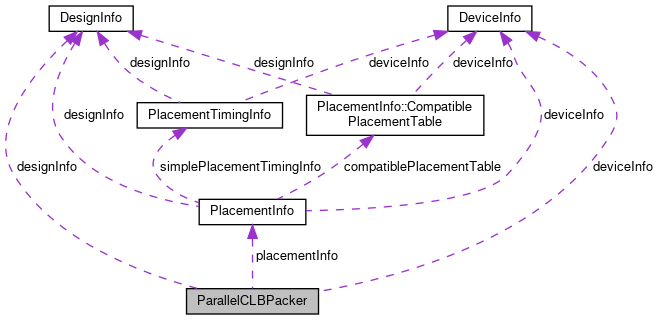 DesignInfo
DeviceInfo
designInfo
deviceInfo
designInfo
deviceInfo
PlacementTimingInfo
PlacementInfo::Compatible
PlacementTable
designInfo
deviceInfo
designInfo
simplePlacementTimingInfo
compatiblePlacementTable
deviceInfo
PlacementInfo
placementInfo
ParallelCLBPacker